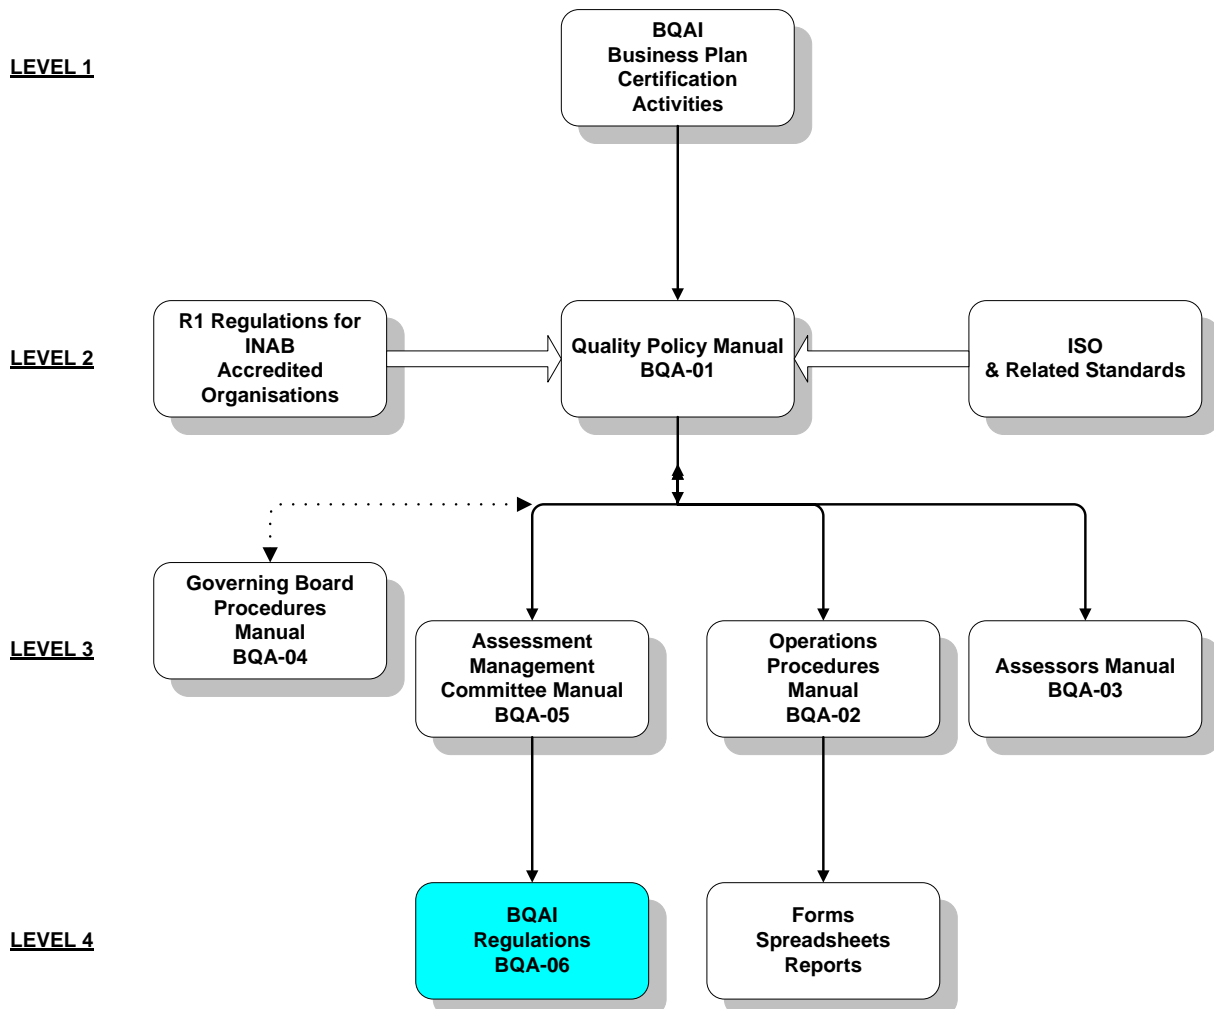 LEVEL 1
BQAI
Business Plan
Certification
Activities
LEVEL 2
R1 Regulations for
INAB
Accredited
Organisations
Quality Policy Manual
BQA-01
ISO
& Related Standards
LEVEL 3
Governing Board
Procedures
Manual
BQA-04
Assessment
Management
Committee Manual
BQA-05
Operations
Procedures
Manual
BQA-02
Assessors Manual
BQA-03
LEVEL 4
BQAI
Regulations
BQA-06
Forms
Spreadsheets
Reports